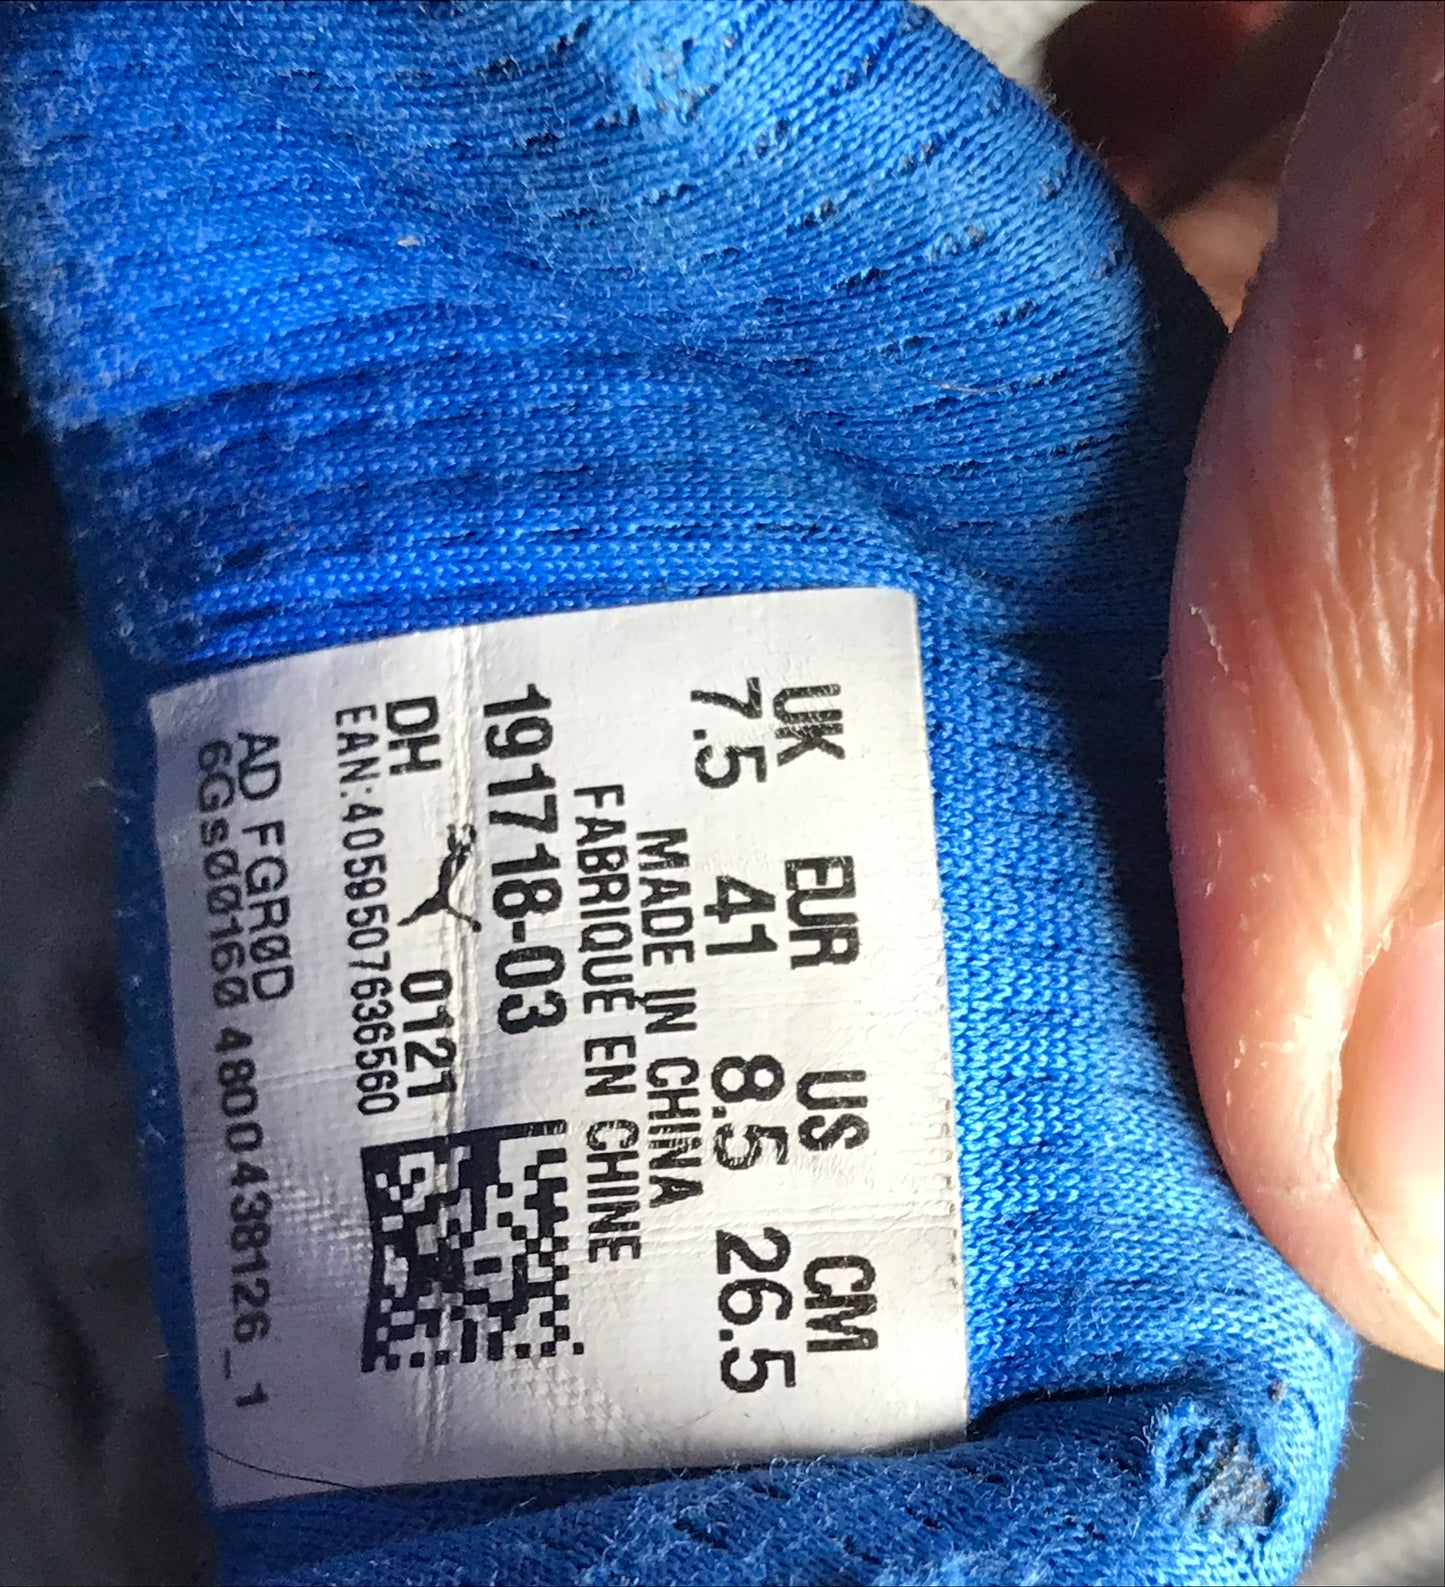 UK EUR US CM
7.5 41 8.5 26.5
MADE IN CHINA
FABRIQUÉ EN CHINE
191718-03
DH 0121
EAN:4059507636560
AD FGRØD
6Gs00160 4800438126_1